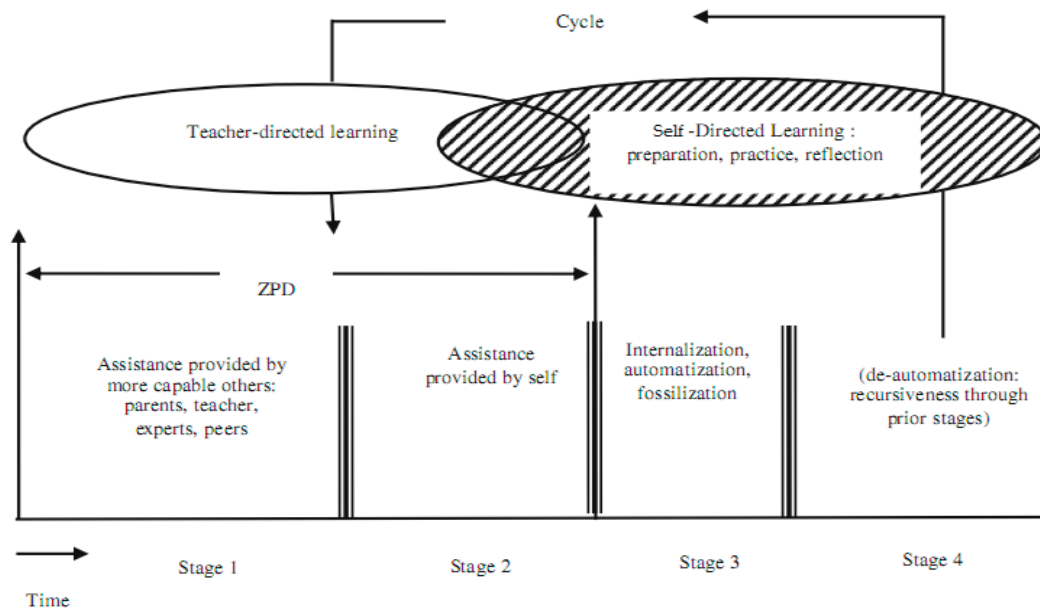 Cycle
Teacher-directed learning
Self -Directed Learning :
preparation, practice, reflection
ZPD
Assistance provided by
more capable others:
parents, teacher,
experts, peers
Assistance
provided by self
Internalization,
automatization,
fossilization
(de-automatization:
recursiveness through
prior stages)
Stage 1
Stage 2
Stage 3
Stage 4
Time